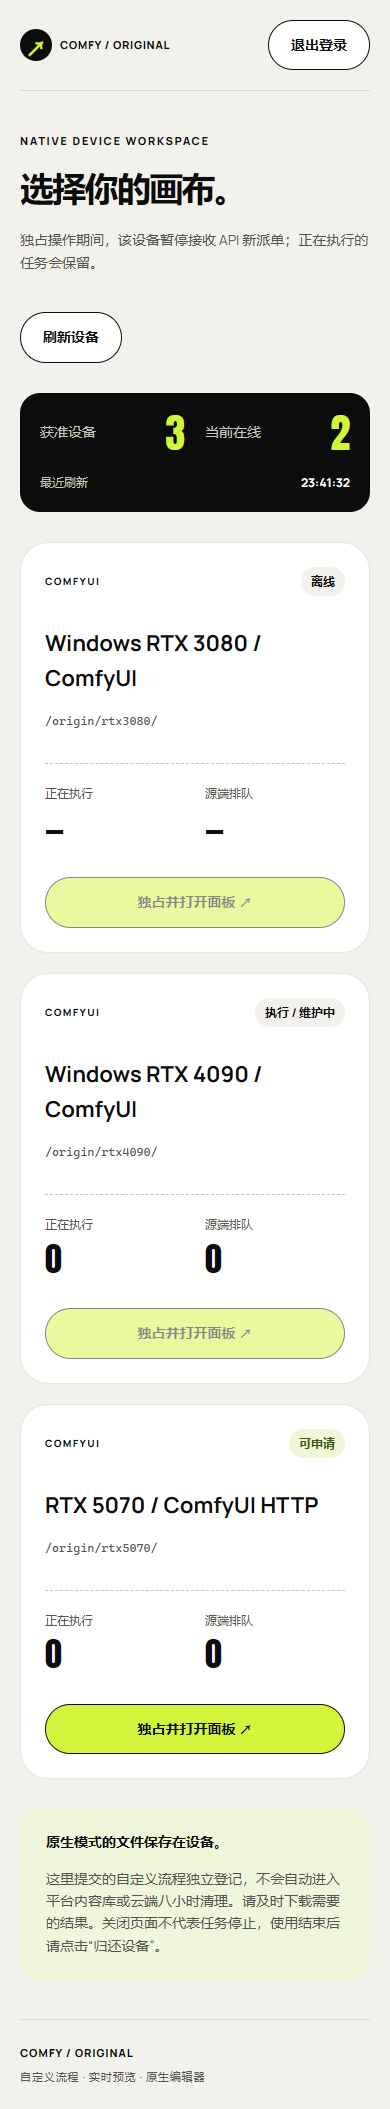 COMFY / ORIGINAL
退出登录
NATIVE DEVICE WORKSPACE
选择你的画布。
独占操作期间，该设备暂停接收 API 新派单；正在执行的
任务会保留。
刷新设备
获准设备 3 当前在线 2
最近刷新 23:41:32
COMFYUI 离线
Windows RTX 3080 /
ComfyUI
/origin/rtx3080/
正在执行 源端排队
– –
独占并打开面板 ↗
COMFYUI 执行 / 维护中
Windows RTX 4090 /
ComfyUI
/origin/rtx4090/
正在执行 源端排队
0 0
独占并打开面板 ↗
COMFYUI 可申请
RTX 5070 / ComfyUI HTTP
/origin/rtx5070/
正在执行 源端排队
0 0
独占并打开面板 ↗
原生模式的文件保存在设备。
这里提交的自定义流程独立登记，不会自动进入
平台内容库或云端八小时清理。请及时下载需要
的结果。关闭页面不代表任务停止，使用结束后
请点击“归还设备”。
COMFY / ORIGINAL
自定义流程 · 实时预览 · 原生编辑器